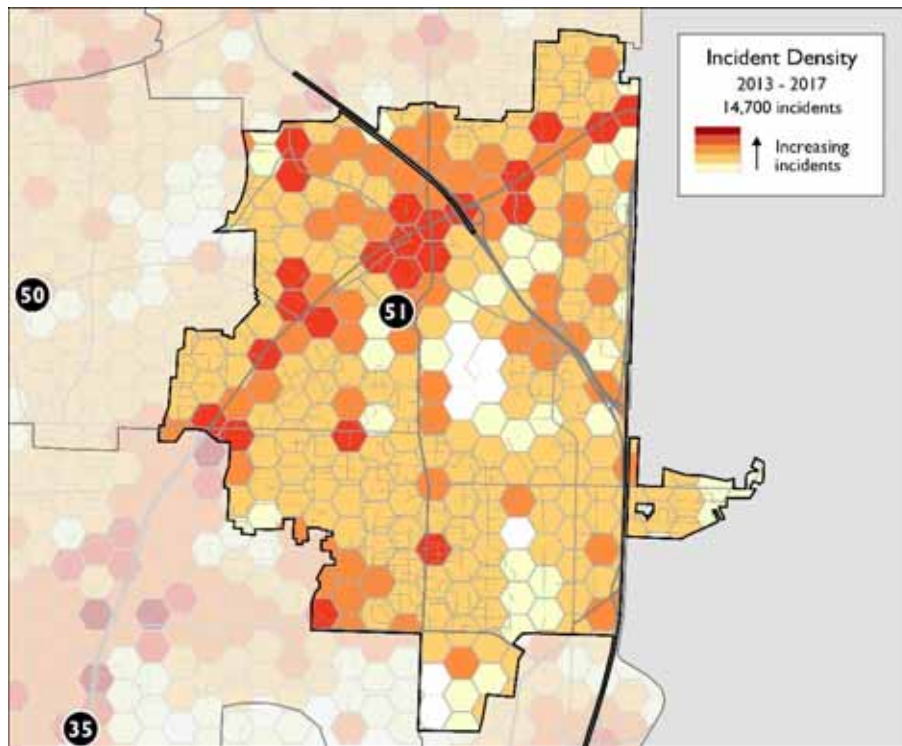 Incident Density
2013 - 2017
14,700 incidents
Increasing
incidents
50
51
35